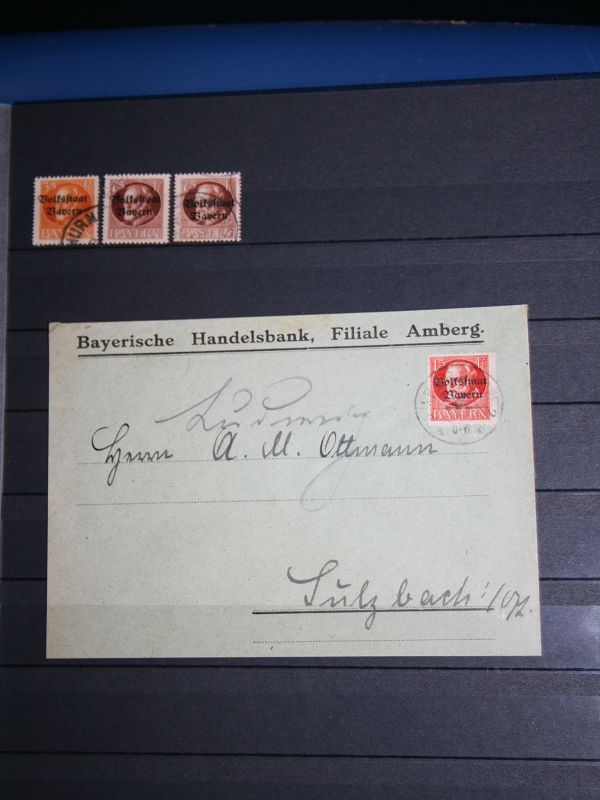 Volksstaat
Bayern
BAYERN
Volksstaat
Bayern
BAYERN
Volksstaat
Bayern
BAYERN
Bayerische Handelsbank, Filiale Amberg.
15
Volksstaat
Bayern
BAYERN
Herrn A. M. Ottmann
Sulzbach